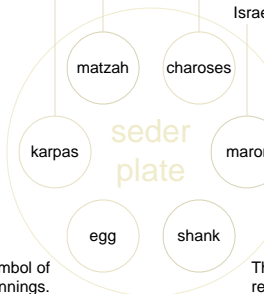 Israe
matzah charoses
seder
plate
karpas maror
egg shank
mbol of
nnings.
Th
re